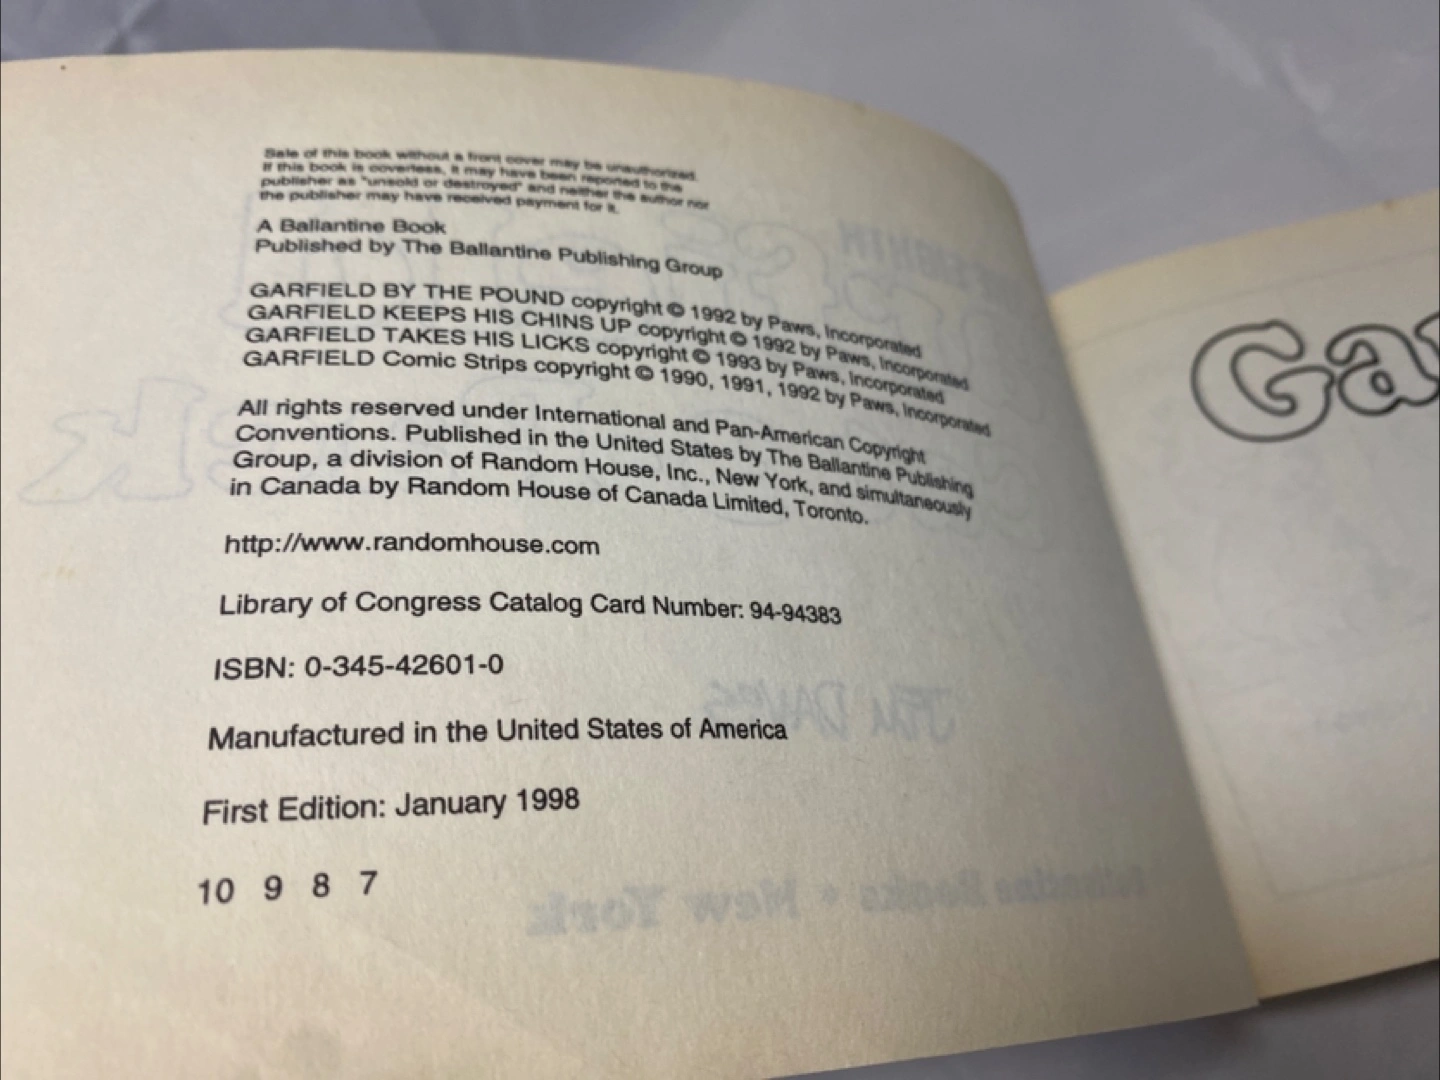 Sale of this book without a front cover may be unauthorized.
If this book is coverless, it may have been reported to the
publisher as "unsold or destroyed" and neither the author nor
the publisher may have received payment for it.
A Ballantine Book
Published by The Ballantine Publishing Group
GARFIELD BY THE POUND copyright © 1992 by Paws, Incorporated
GARFIELD KEEPS HIS CHINS UP copyright © 1992 by Paws, Incorporated
GARFIELD TAKES HIS LICKS copyright © 1993 by Paws, Incorporated
GARFIELD Comic Strips copyright © 1990, 1991, 1992 by Paws, Incorporated
All rights reserved under International and Pan-American Copyright
Conventions. Published in the United States by The Ballantine Publishing
Group, a division of Random House, Inc., New York, and simultaneously
in Canada by Random House of Canada Limited, Toronto.
http://www.randomhouse.com
Library of Congress Catalog Card Number: 94-94383
ISBN: 0-345-42601-0
Manufactured in the United States of America
First Edition: January 1998
10 9 8 7
JIM DAVIS
Ballantine Books • New York